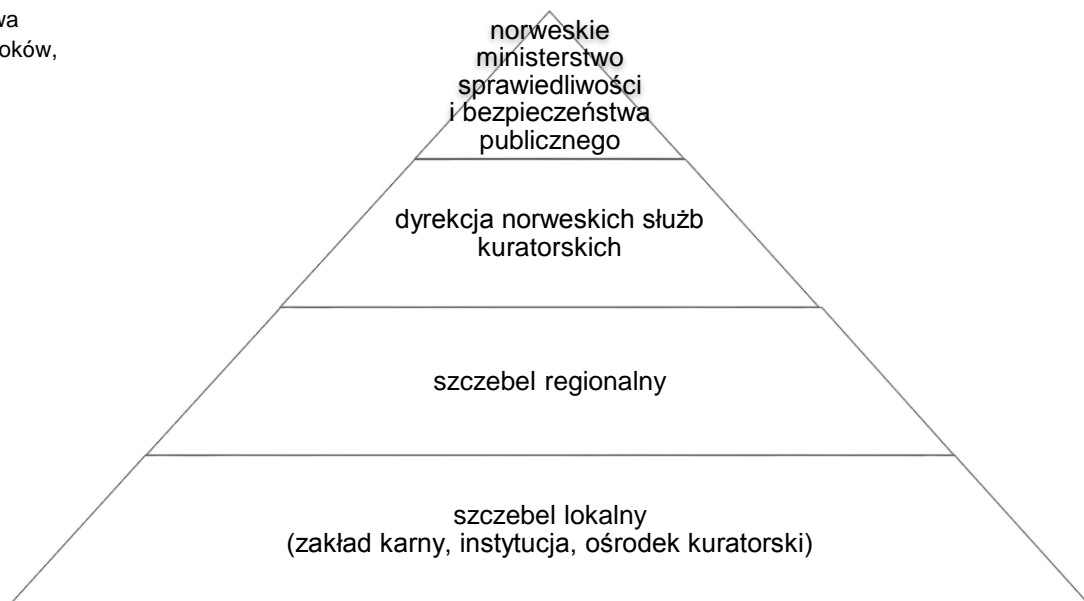 norweskie
ministerstwo
sprawiedliwości
i bezpieczeństwa
publicznego
dyrekcja norweskich służb
kuratorskich
szczebel regionalny
szczebel lokalny
(zakład karny, instytucja, ośrodek kuratorski)